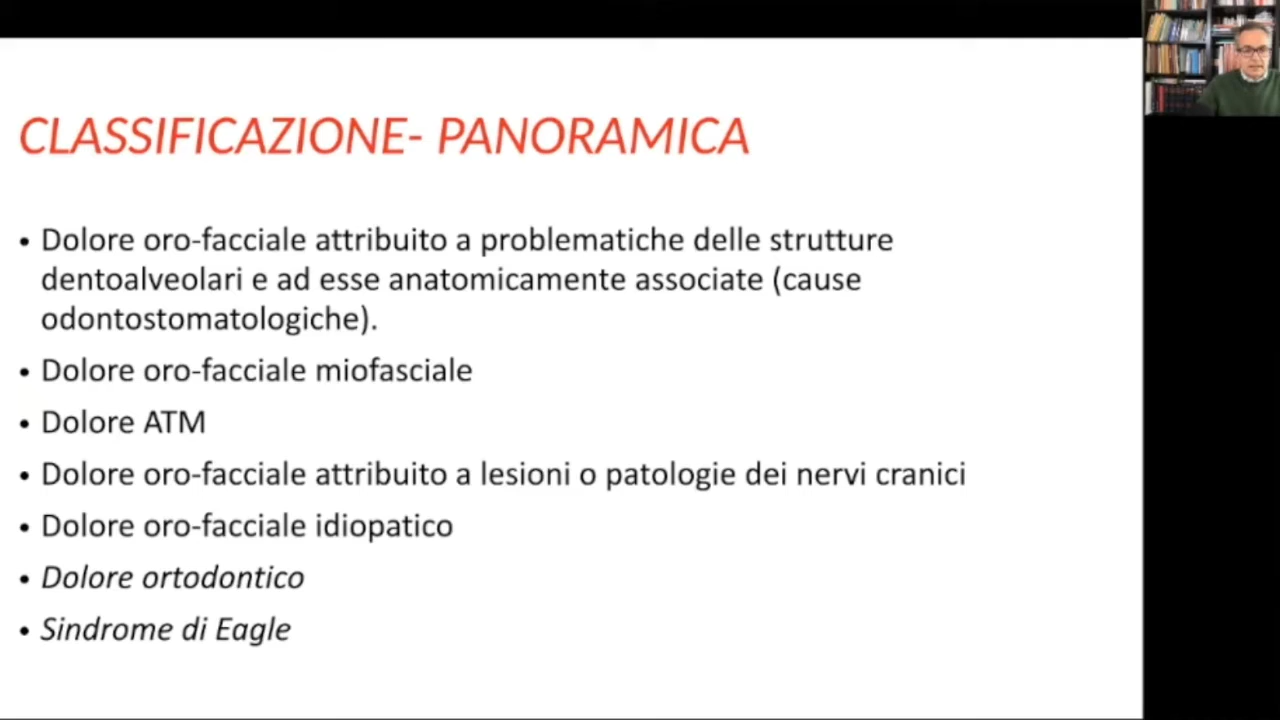 CLASSIFICAZIONE- PANORAMICA
• Dolore oro-facciale attribuito a problematiche delle strutture
dentoalveolari e ad esse anatomicamente associate (cause
odontostomatologiche).
• Dolore oro-facciale miofasciale
• Dolore ATM
• Dolore oro-facciale attribuito a lesioni o patologie dei nervi cranici
• Dolore oro-facciale idiopatico
• Dolore ortodontico
• Sindrome di Eagle